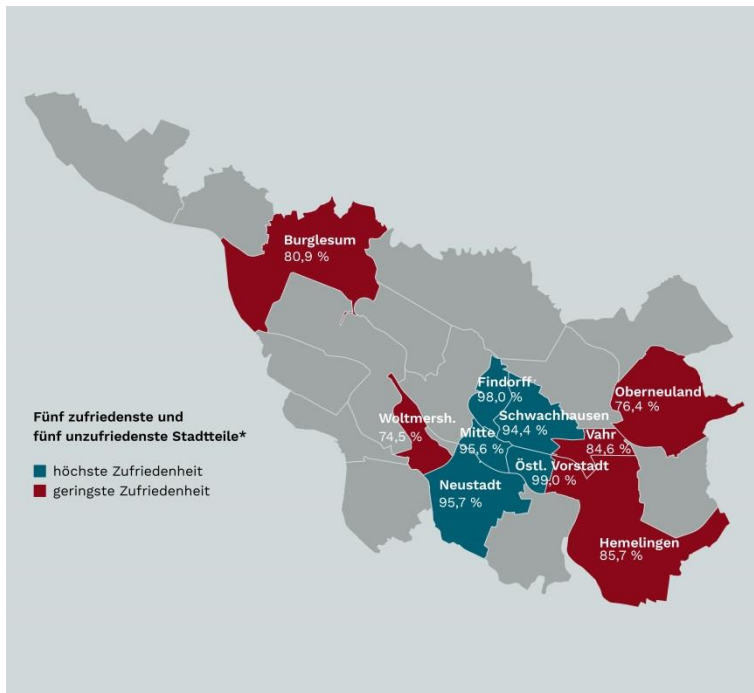 Burglesum
80,9 %
Findorff
98,0 %
Oberneuland
76,4 %
Schwachhausen
94,4 %
Woltmersh.
74,5 %
Mitte
95,6 %
Vahr
84,6 %
Östl. Vorstadt
99,0 %
Neustadt
95,7 %
Hemelingen
85,7 %
Fünf zufriedenste und
fünf unzufriedenste Stadtteile*
höchste Zufriedenheit
geringste Zufriedenheit